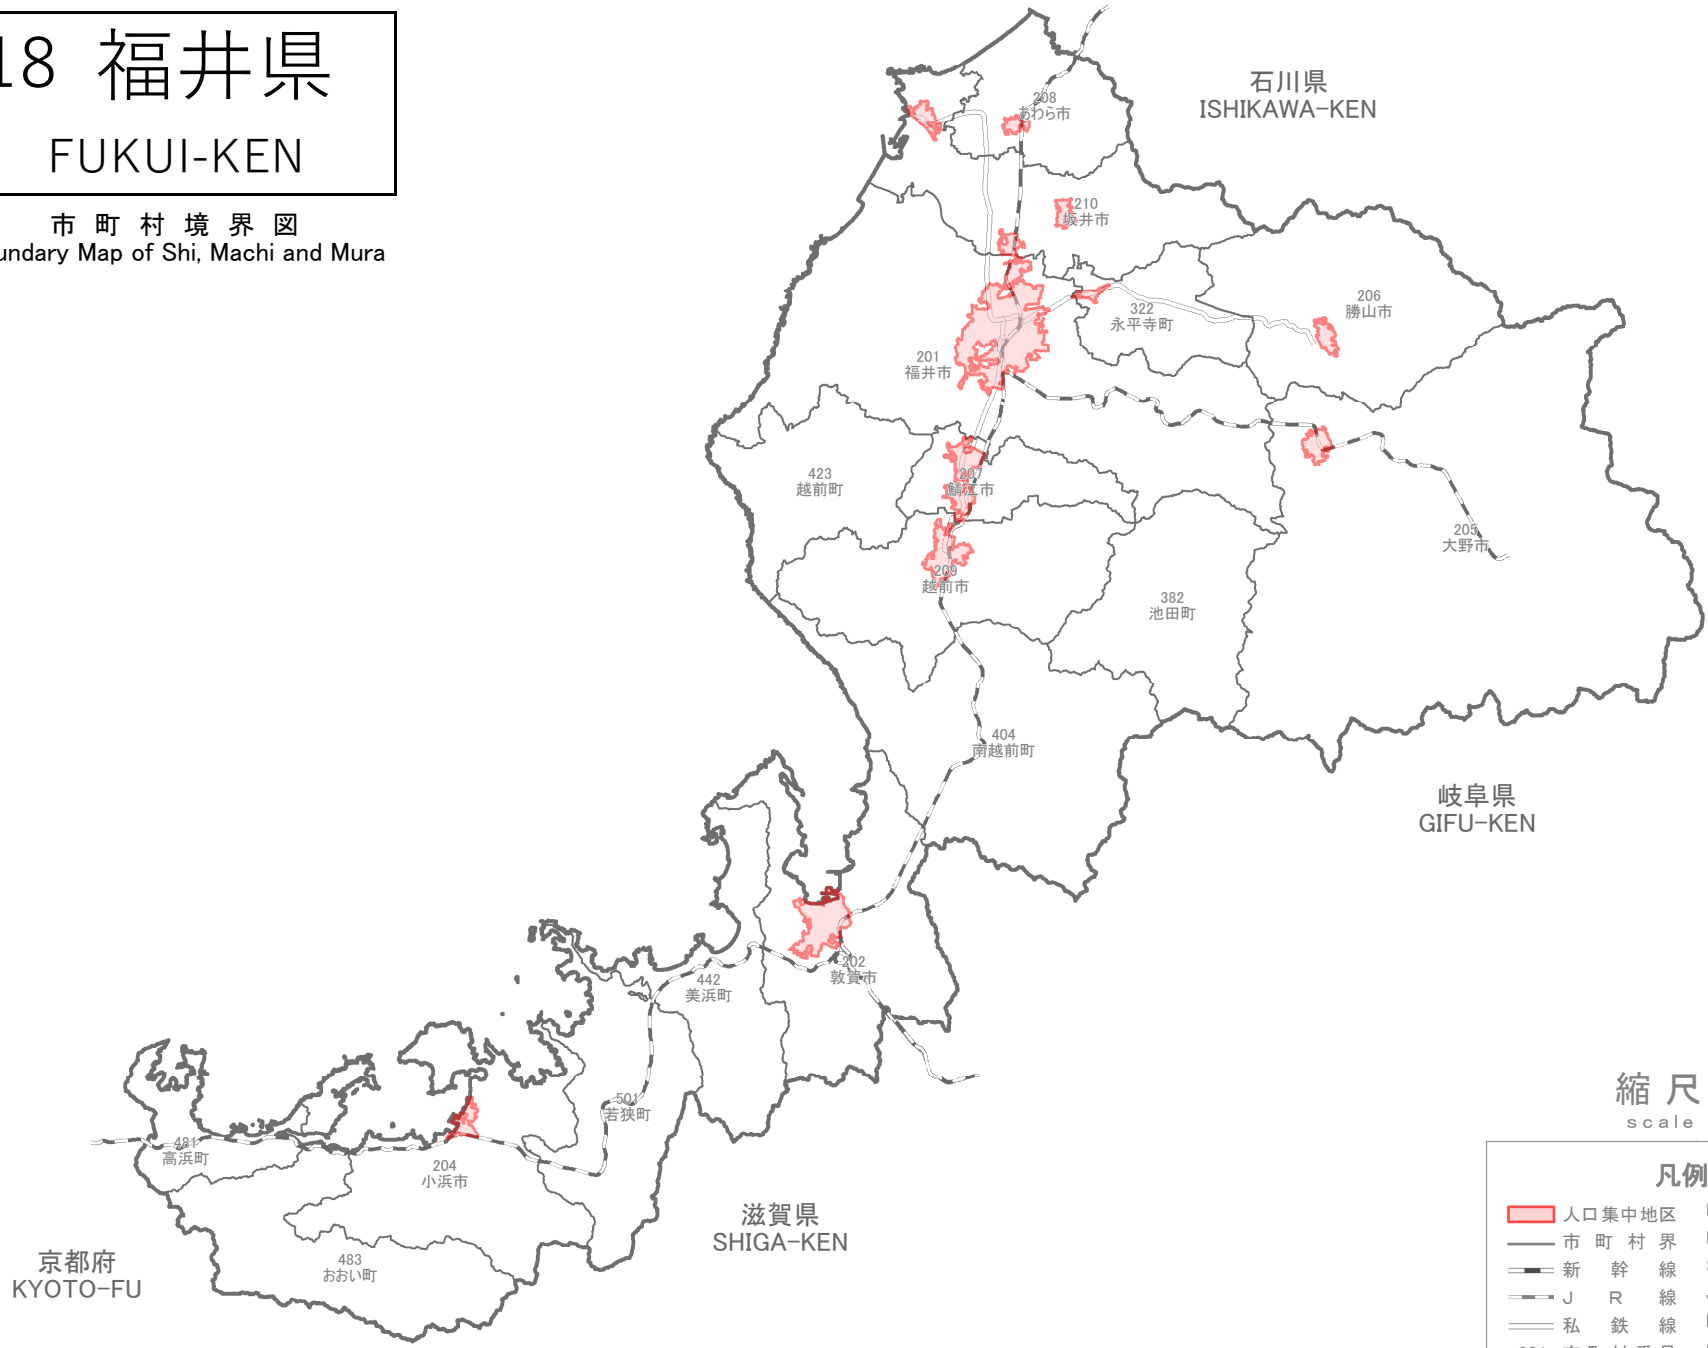 18 福井県
FUKUI-KEN
市町村境界図
undary Map of Shi, Machi and Mura
石川県
ISHIKAWA-KEN
208
あわら市
210
坂井市
206
勝山市
322
永平寺町
201
福井市
423
越前町
207
鯖江市
205
大野市
209
越前市
382
池田町
404
南越前町
岐阜県
GIFU-KEN
202
敦賀市
442
美浜町
501
若狭町
481
高浜町
204
小浜市
483
おおい町
滋賀県
SHIGA-KEN
京都府
KYOTO-FU
縮尺
scale
凡例
人口集中地区
市町村界
新幹線
JR線
私鉄線